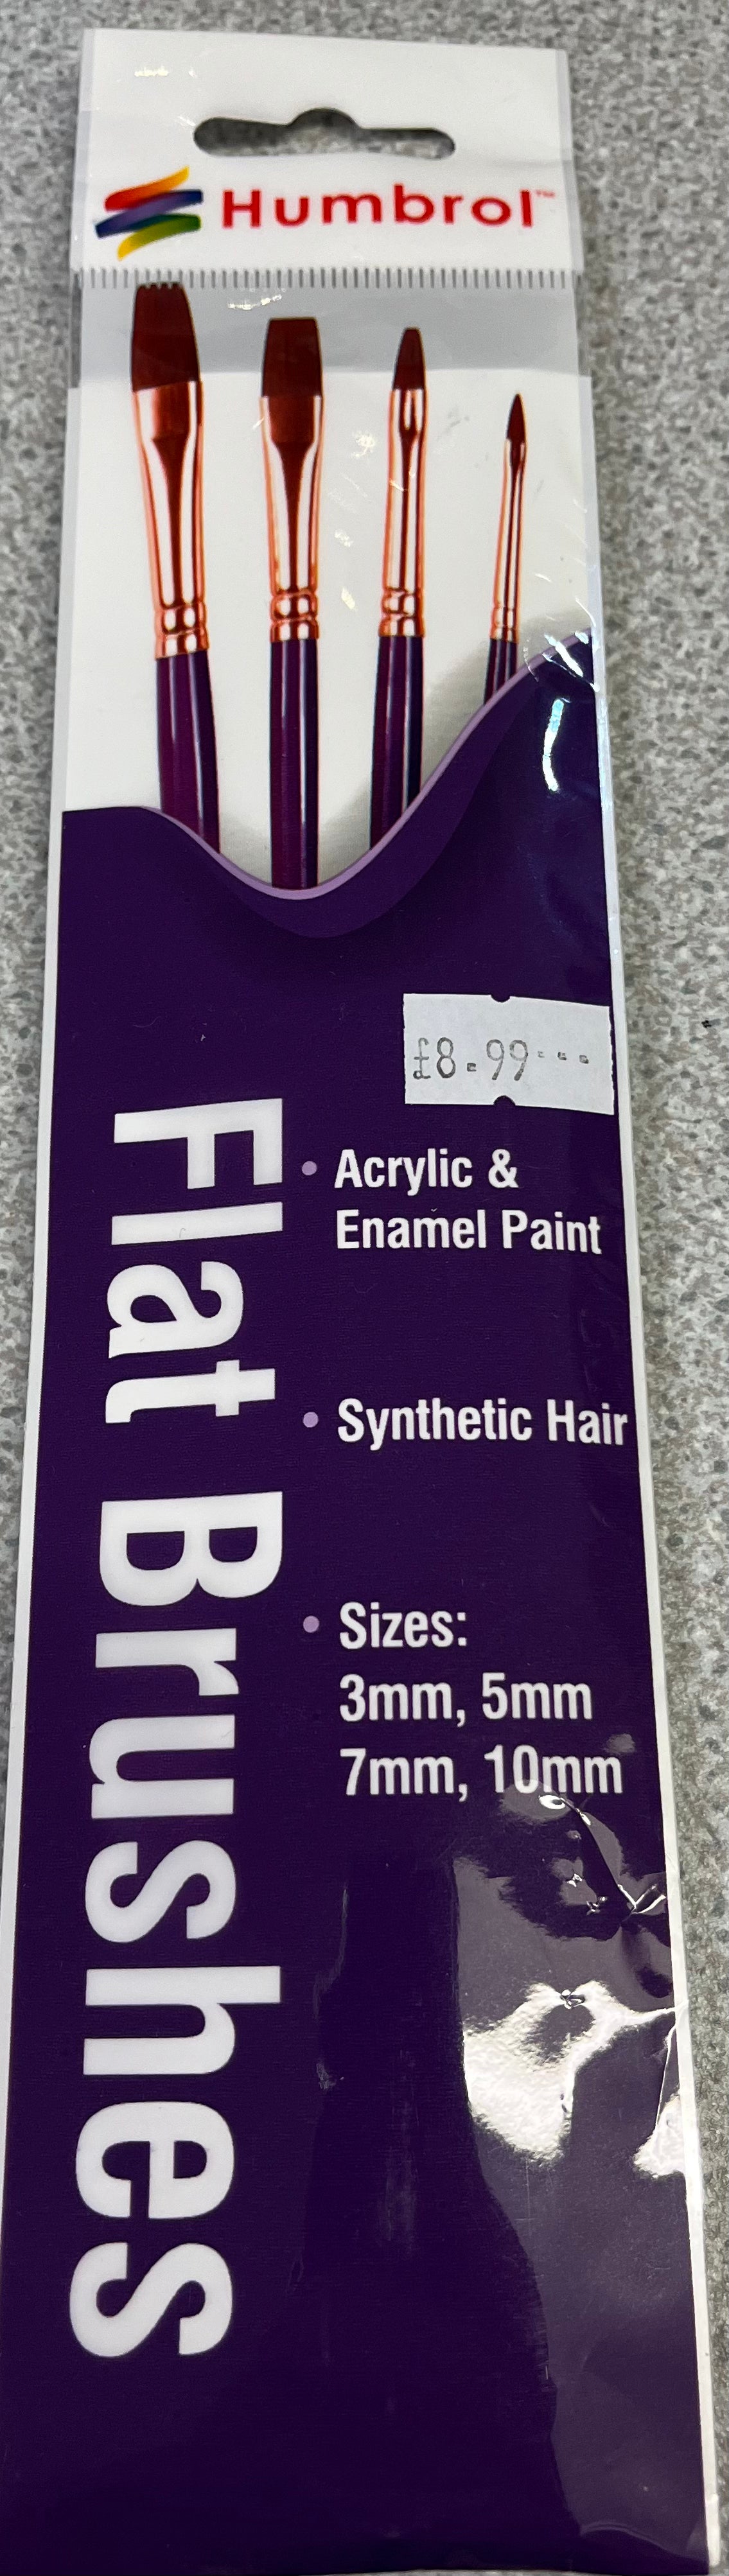 Humbrol™
£8.99
Flat Brushes
• Acrylic &
Enamel Paint
• Synthetic Hair
• Sizes:
3mm, 5mm
7mm, 10mm